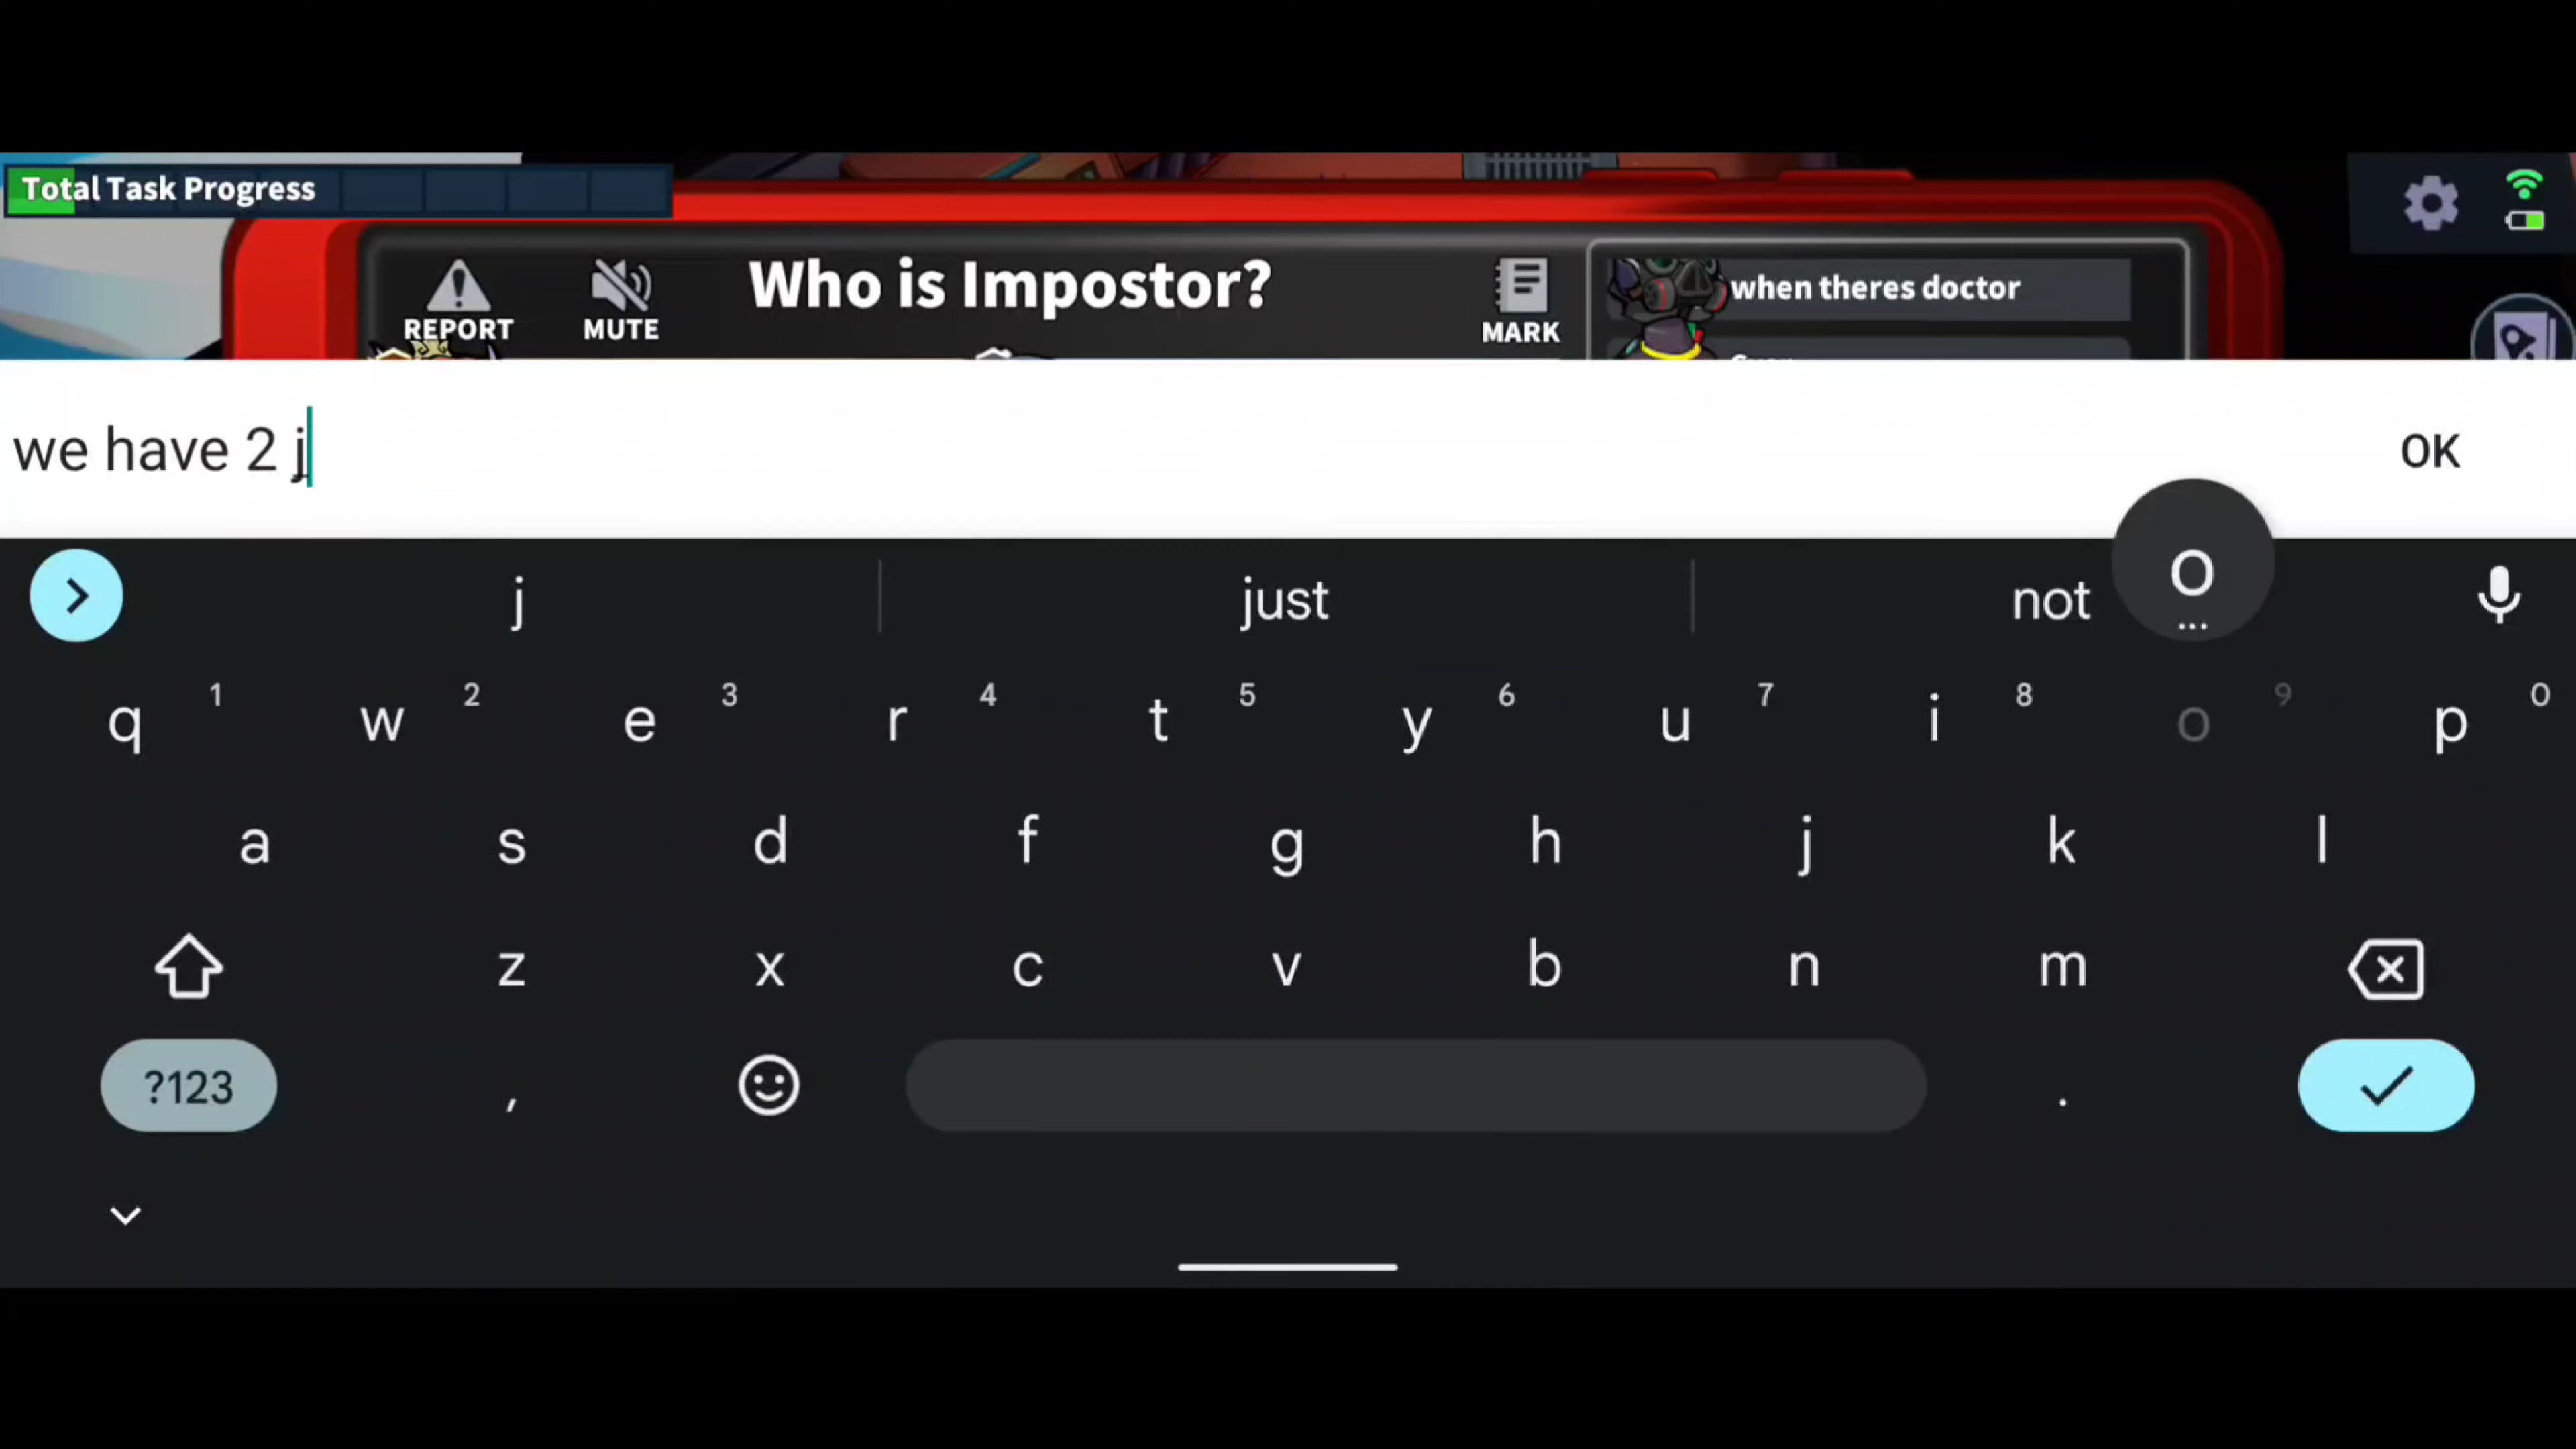 Total Task Progress
REPORT
MUTE
Who is Impostor?
MARK
when theres doctor
we have 2 j
OK
j
just
not
o
...
q 1 w 2 e 3 r 4 t 5 y 6 u 7 i 8 o 9 p 0
a s d f g h j k l
z x c v b n m
?123 , .